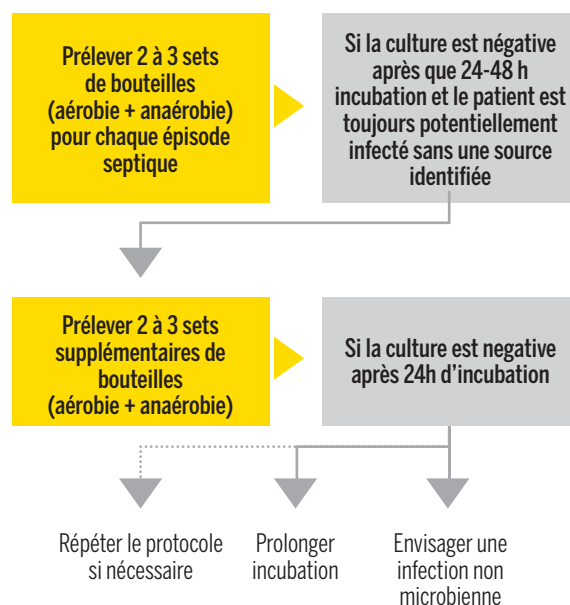 Prélever 2 à 3 sets
de bouteilles
(aérobie + anaérobie)
pour chaque épisode
septique
Si la culture est négative
après que 24-48 h
incubation et le patient est
toujours potentiellement
infecté sans une source
identifiée
Prélever 2 à 3 sets
supplémentaires de
bouteilles
(aérobie + anaérobie)
Si la culture est negative
après 24h d’incubation
Répéter le protocole
si nécessaire
Prolonger
incubation
Envisager une
infection non
microbienne